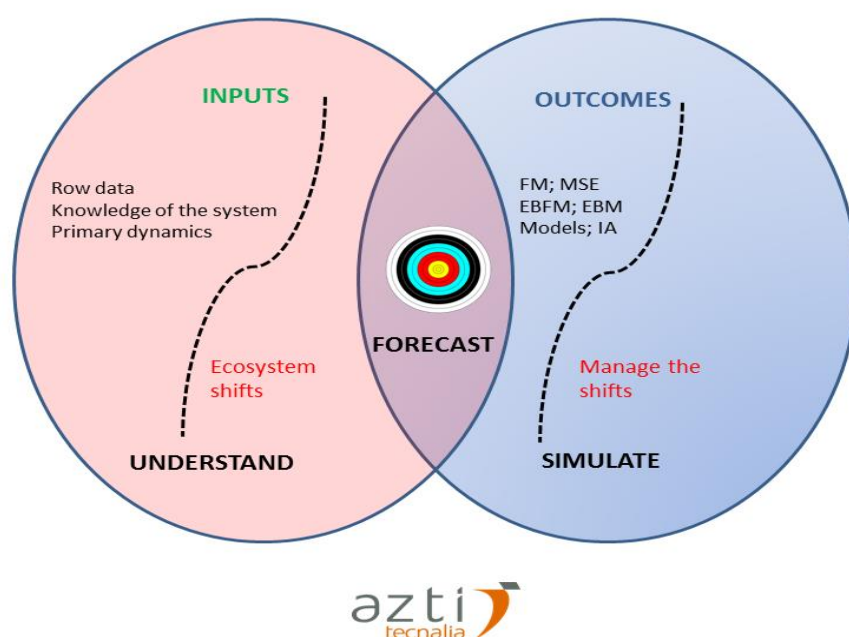 INPUTS
Row data
Knowledge of the system
Primary dynamics
Ecosystem
shifts
UNDERSTAND
FORECAST
OUTCOMES
FM; MSE
EBFM; EBM
Models; IA
Manage the
shifts
SIMULATE
azti
tecnalia